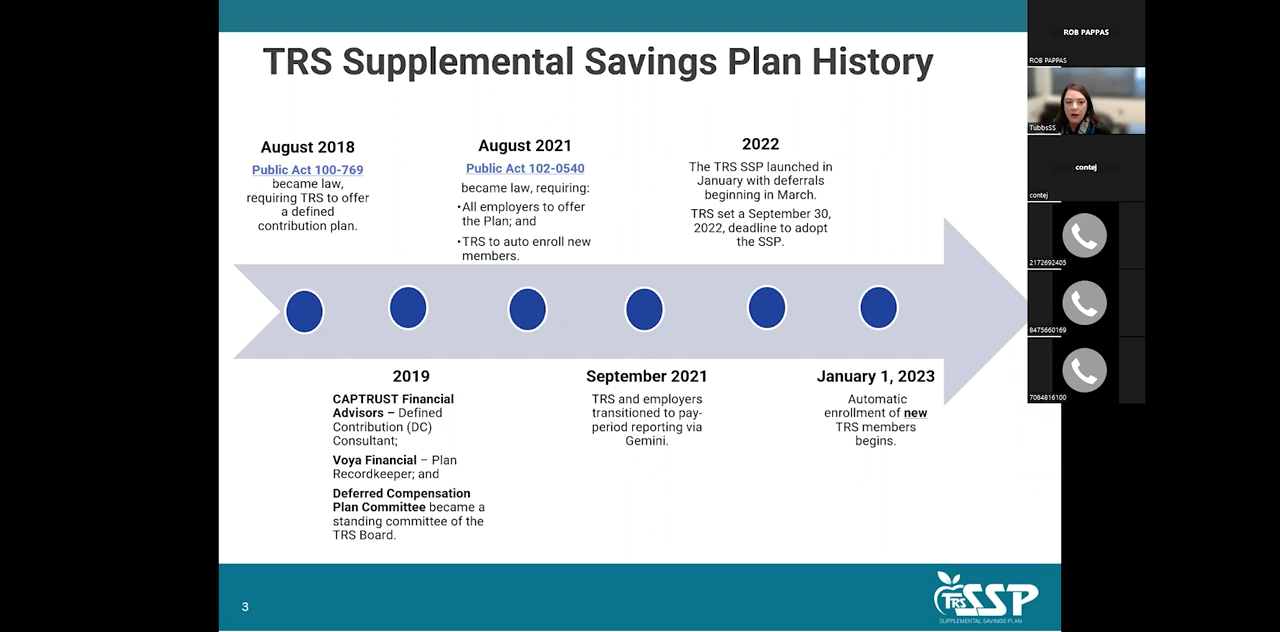 TRS Supplemental Savings Plan History
August 2018
Public Act 100-769
became law,
requiring TRS to offer
a defined
contribution plan.
August 2021
Public Act 102-0540
became law, requiring:
•All employers to offer
the Plan; and
•TRS to auto enroll new
members.
2022
The TRS SSP launched in
January with deferrals
beginning in March.
TRS set a September 30,
2022, deadline to adopt
the SSP.
2019
CAPTRUST Financial
Advisors – Defined
Contribution (DC)
Consultant;
Voya Financial – Plan
Recordkeeper; and
Deferred Compensation
Plan Committee became a
standing committee of the
TRS Board.
September 2021
TRS and employers
transitioned to pay-
period reporting via
Gemini.
January 1, 2023
Automatic
enrollment of new
TRS members
begins.
3
TRS SSP
SUPPLEMENTAL SAVINGS PLAN
ROB PAPPAS
ROB PAPPAS
TubbsSS
contej
contej
2172692405
8475660169
7084816100